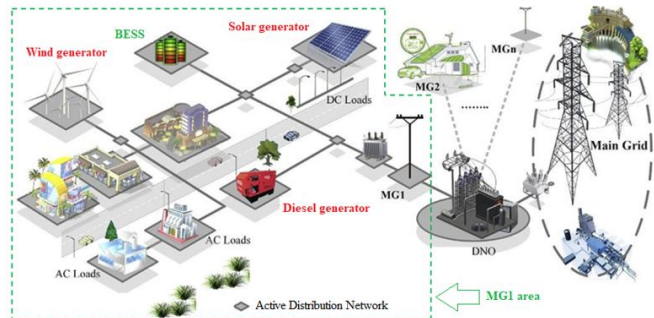 BESS
Solar generator
Wind generator
MGn
MG2
........
DC Loads
Main Grid
MG1
Diesel generator
AC Loads
AC Loads
DNO
MG1 area
Active Distribution Network